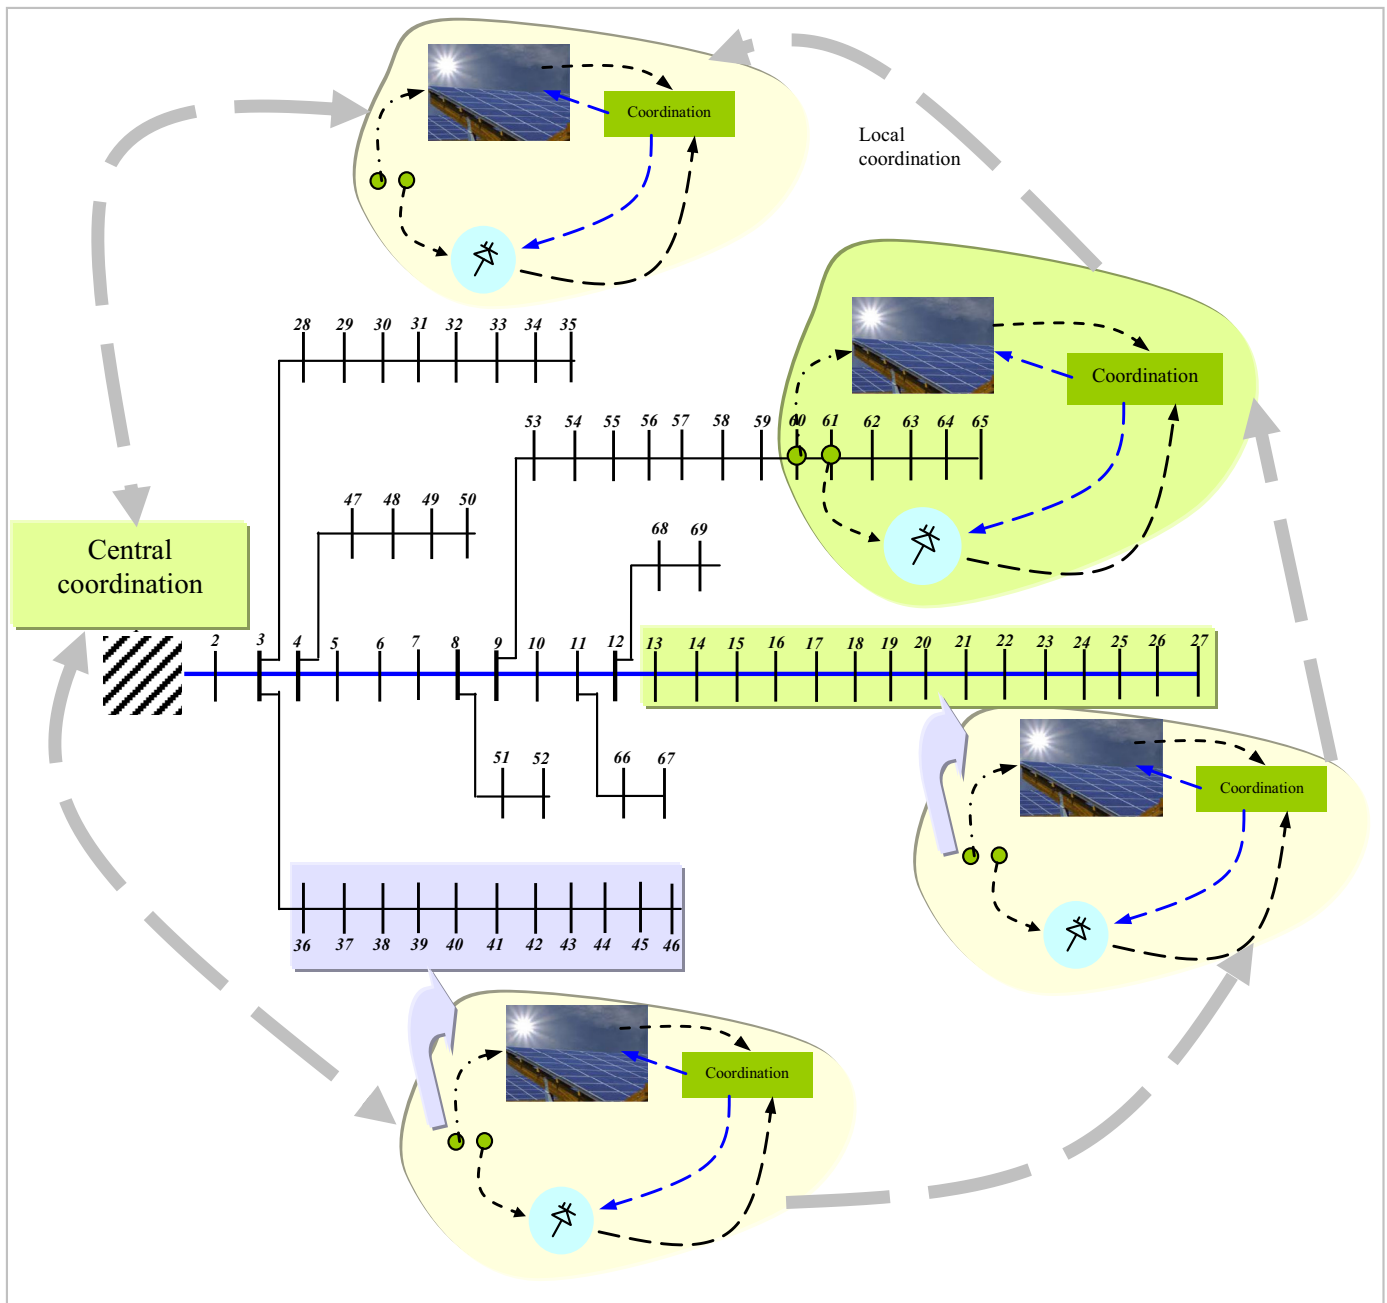 Coordination
Local
coordination
28 29 30 31 32 33 34 35
Coordination
53 54 55 56 57 58 59 60 61 62 63 64 65
47 48 49 50
68 69
Central
coordination
2 3 4 5 6 7 8 9 10 11 12 13 14 15 16 17 18 19 20 21 22 23 24 25 26 27
51 52 66 67
Coordination
36 37 38 39 40 41 42 43 44 45 46
Coordination